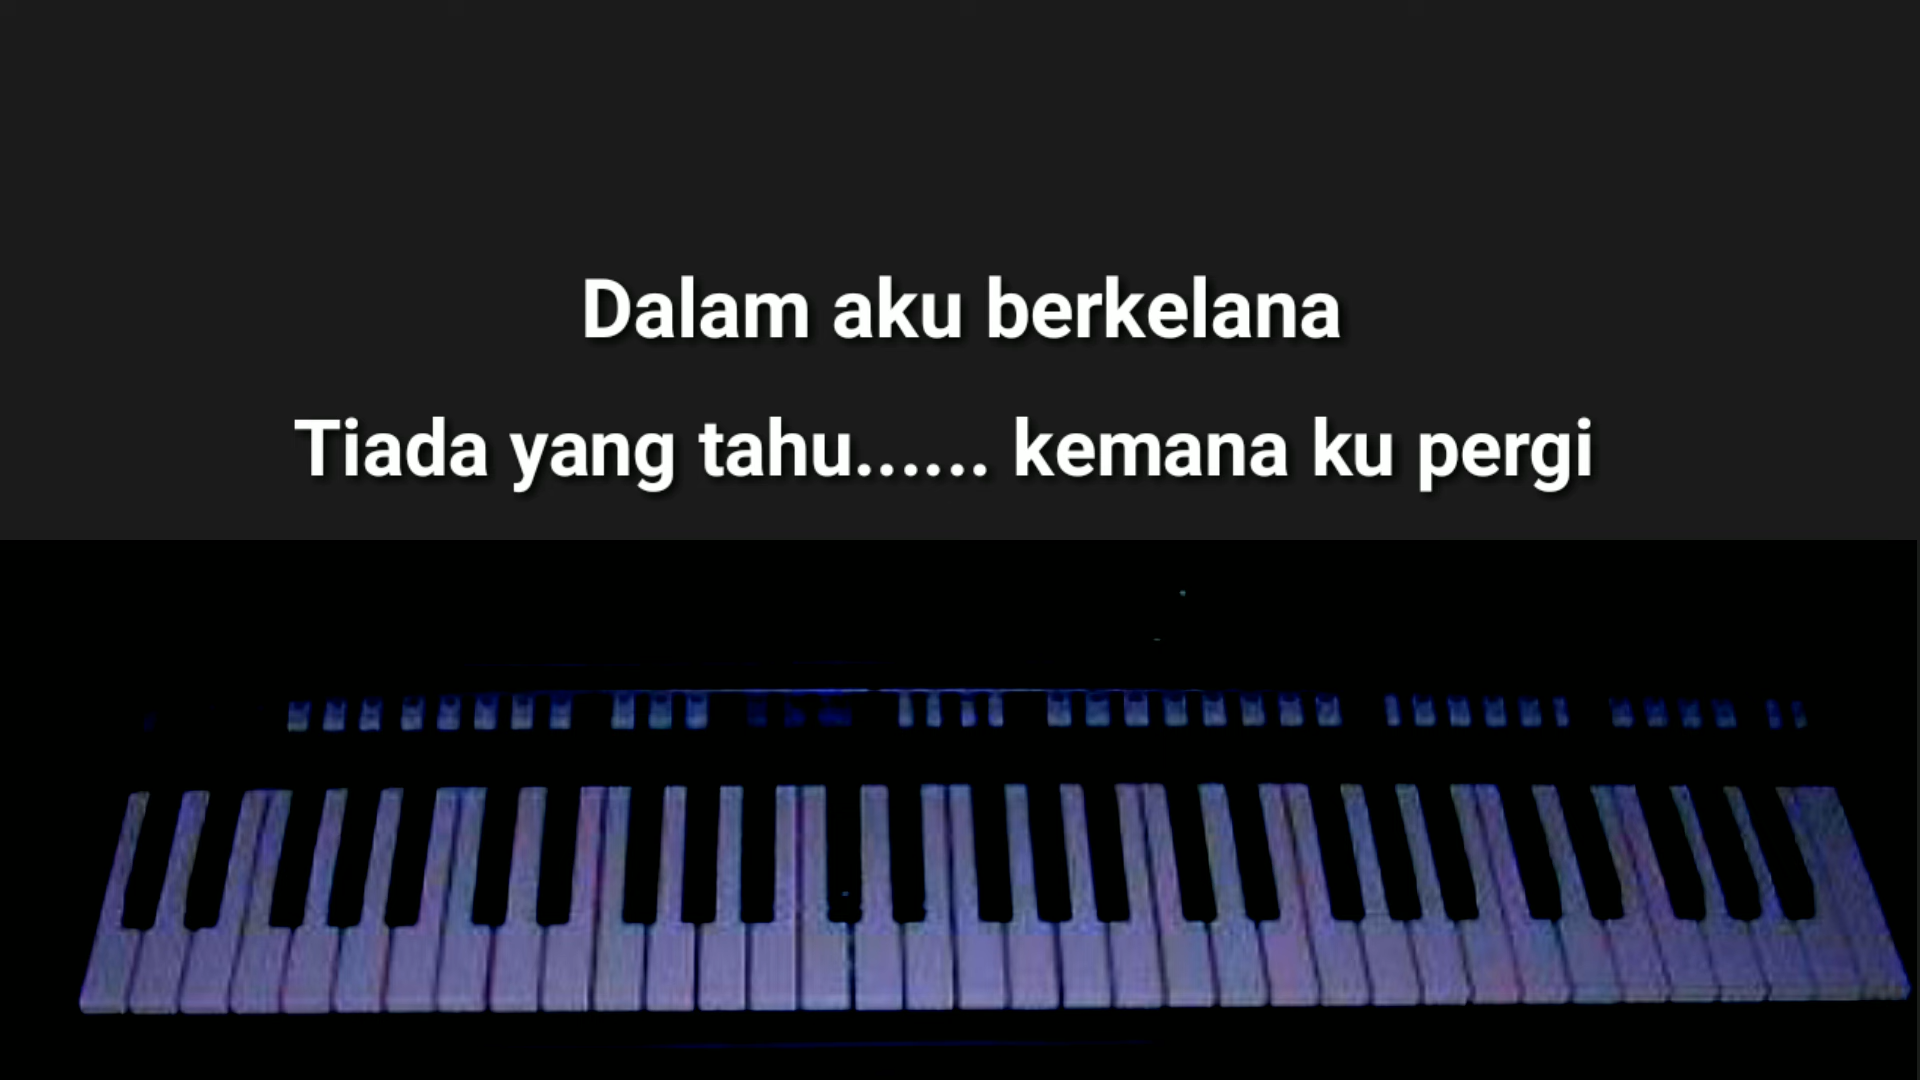 Dalam aku berkelana
Tiada yang tahu...... kemana ku pergi